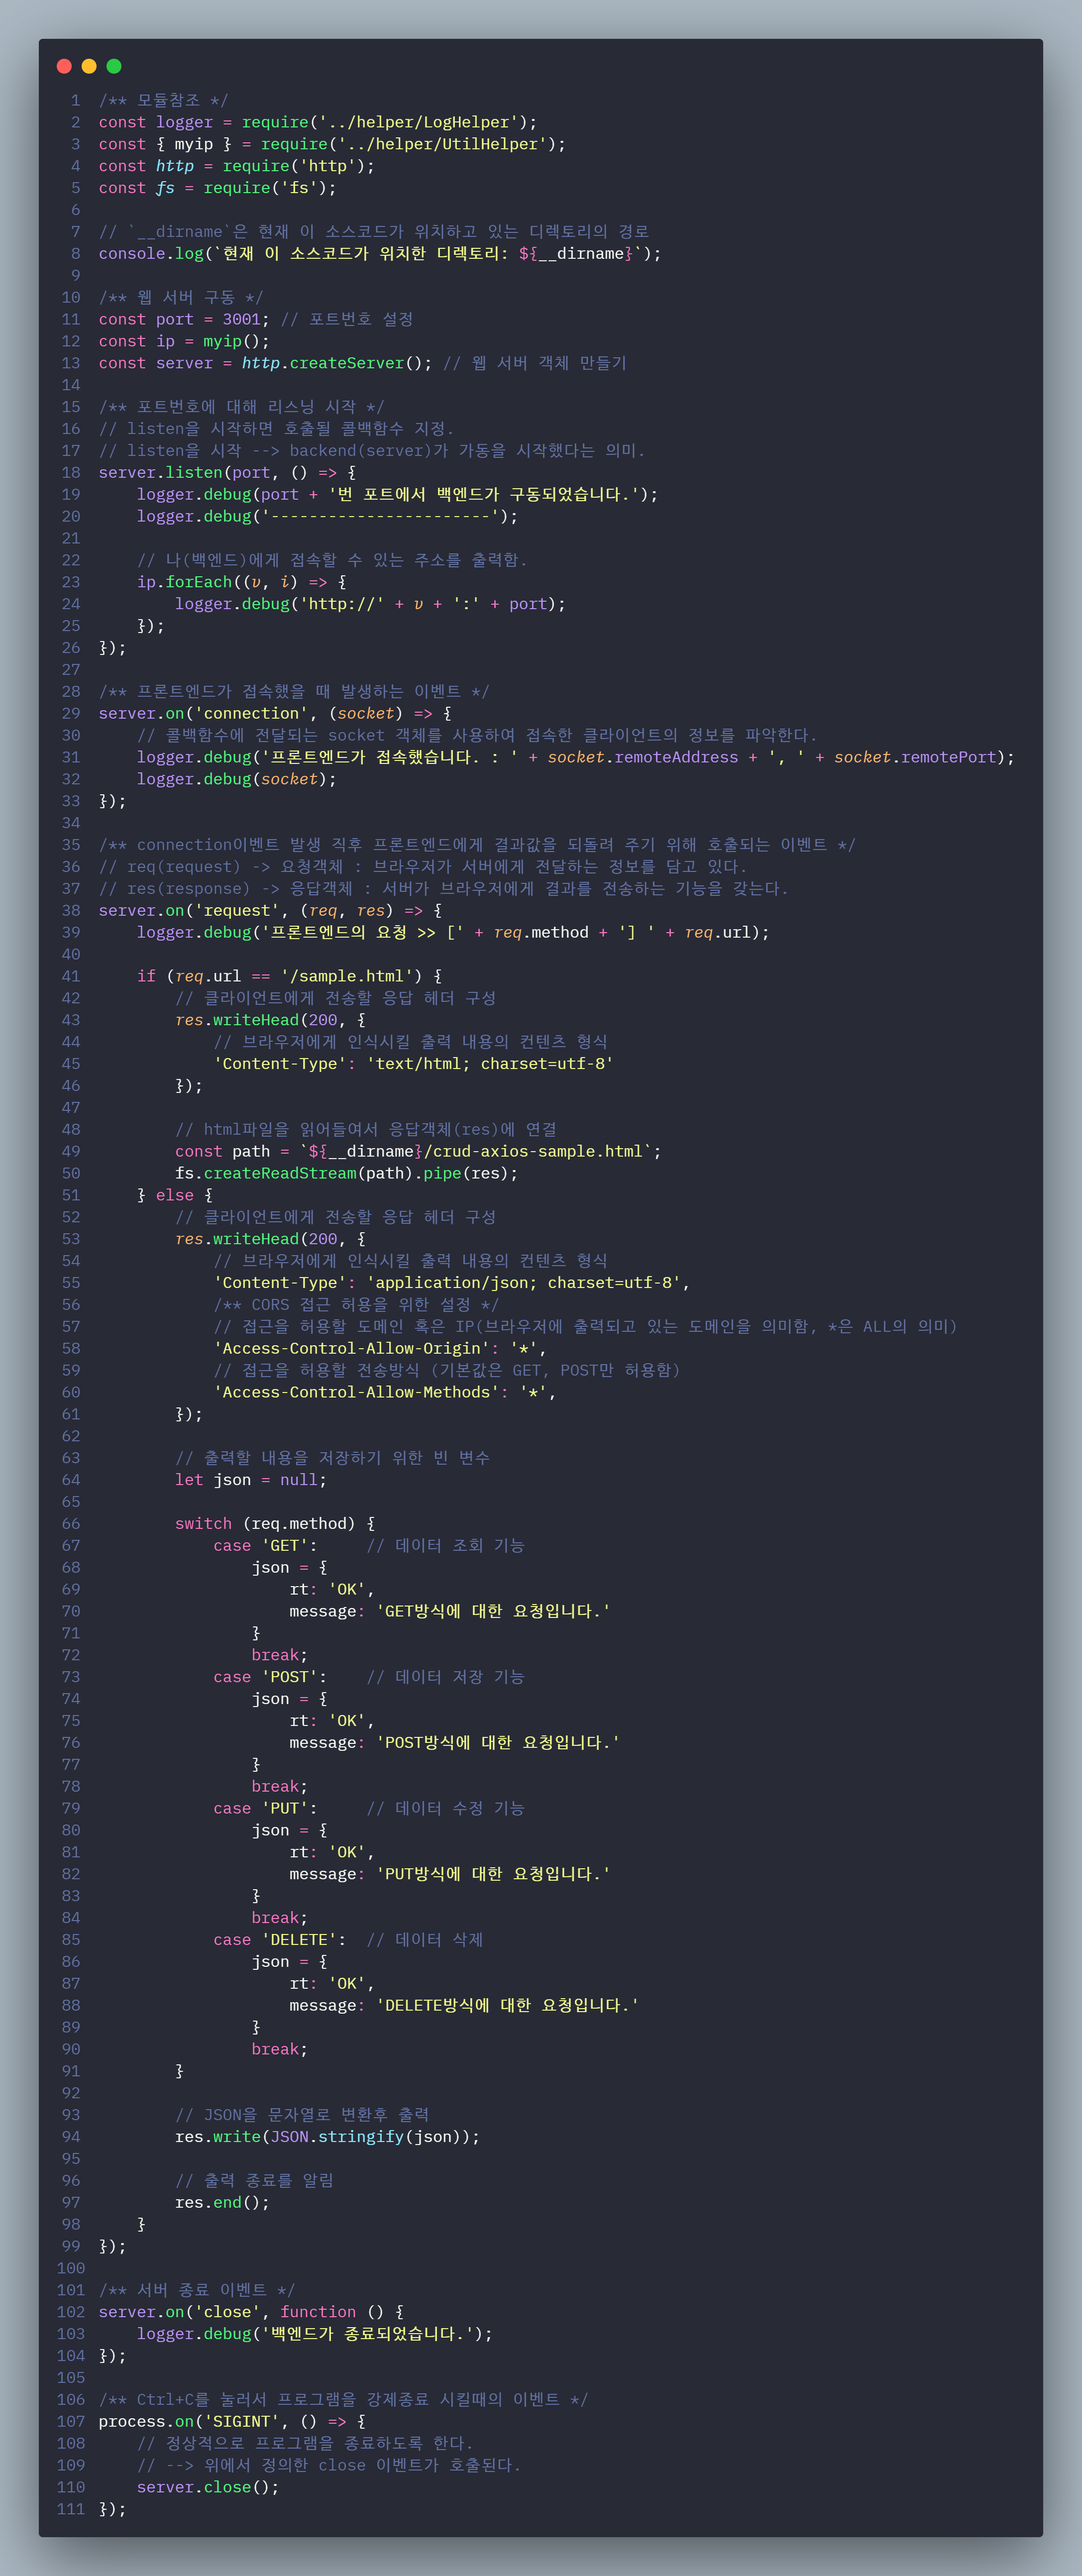 1 /** 모듈참조 */
2 const logger = require('../helper/LogHelper');
3 const { myip } = require('../helper/UtilHelper');
4 const http = require('http');
5 const fs = require('fs');
6
7 // `__dirname`은 현재 이 소스코드가 위치하고 있는 디렉토리의 경로
8 console.log(`현재 이 소스코드가 위치한 디렉토리: ${__dirname}`);
9
10 /** 웹 서버 구동 */
11 const port = 3001; // 포트번호 설정
12 const ip = myip();
13 const server = http.createServer(); // 웹 서버 객체 만들기
14
15 /** 포트번호에 대해 리스닝 시작 */
16 // listen을 시작하면 호출될 콜백함수 지정.
17 // listen을 시작 --> backend(server)가 가동을 시작했다는 의미.
18 server.listen(port, () => {
19     logger.debug(port + '번 포트에서 백엔드가 구동되었습니다.');
20     logger.debug('-----------------------');
21
22     // 나(백엔드)에게 접속할 수 있는 주소를 출력함.
23     ip.forEach((v, i) => {
24         logger.debug('http://' + v + ':' + port);
25     });
26 });
27
28 /** 프론트엔드가 접속했을 때 발생하는 이벤트 */
29 server.on('connection', (socket) => {
30     // 콜백함수에 전달되는 socket 객체를 사용하여 접속한 클라이언트의 정보를 파악한다.
31     logger.debug('프론트엔드가 접속했습니다. : ' + socket.remoteAddress + ', ' + socket.remotePort);
32     logger.debug(socket);
33 });
34
35 /** connection이벤트 발생 직후 프론트엔드에게 결과값을 되돌려 주기 위해 호출되는 이벤트 */
36 // req(request) -> 요청객체 : 브라우저가 서버에게 전달하는 정보를 담고 있다.
37 // res(response) -> 응답객체 : 서버가 브라우저에게 결과를 전송하는 기능을 갖는다.
38 server.on('request', (req, res) => {
39     logger.debug('프론트엔드의 요청 >> [' + req.method + '] ' + req.url);
40
41     if (req.url == '/sample.html') {
42         // 클라이언트에게 전송할 응답 헤더 구성
43         res.writeHead(200, {
44             // 브라우저에게 인식시킬 출력 내용의 컨텐츠 형식
45             'Content-Type': 'text/html; charset=utf-8'
46         });
47
48         // html파일을 읽어들여서 응답객체(res)에 연결
49         const path = `${__dirname}/crud-axios-sample.html`;
50         fs.createReadStream(path).pipe(res);
51     } else {
52         // 클라이언트에게 전송할 응답 헤더 구성
53         res.writeHead(200, {
54             // 브라우저에게 인식시킬 출력 내용의 컨텐츠 형식
55             'Content-Type': 'application/json; charset=utf-8',
56             /** CORS 접근 허용을 위한 설정 */
57             // 접근을 허용할 도메인 혹은 IP(브라우저에 출력되고 있는 도메인을 의미함, *은 ALL의 의미)
58             'Access-Control-Allow-Origin': '*',
59             // 접근을 허용할 전송방식 (기본값은 GET, POST만 허용함)
60             'Access-Control-Allow-Methods': '*',
61         });
62
63         // 출력할 내용을 저장하기 위한 빈 변수
64         let json = null;
65
66         switch (req.method) {
67             case 'GET':     // 데이터 조회 기능
68                 json = {
69                     rt: 'OK',
70                     message: 'GET방식에 대한 요청입니다.'
71                 }
72                 break;
73             case 'POST':    // 데이터 저장 기능
74                 json = {
75                     rt: 'OK',
76                     message: 'POST방식에 대한 요청입니다.'
77                 }
78                 break;
79             case 'PUT':     // 데이터 수정 기능
80                 json = {
81                     rt: 'OK',
82                     message: 'PUT방식에 대한 요청입니다.'
83                 }
84                 break;
85             case 'DELETE':  // 데이터 삭제
86                 json = {
87                     rt: 'OK',
88                     message: 'DELETE방식에 대한 요청입니다.'
89                 }
90                 break;
91         }
92
93         // JSON을 문자열로 변환후 출력
94         res.write(JSON.stringify(json));
95
96         // 출력 종료를 알림
97         res.end();
98     }
99 });
100
101 /** 서버 종료 이벤트 */
102 server.on('close', function () {
103     logger.debug('백엔드가 종료되었습니다.');
104 });
105
106 /** Ctrl+C를 눌러서 프로그램을 강제종료 시킬때의 이벤트 */
107 process.on('SIGINT', () => {
108     // 정상적으로 프로그램을 종료하도록 한다.
109     // --> 위에서 정의한 close 이벤트가 호출된다.
110     server.close();
111 });